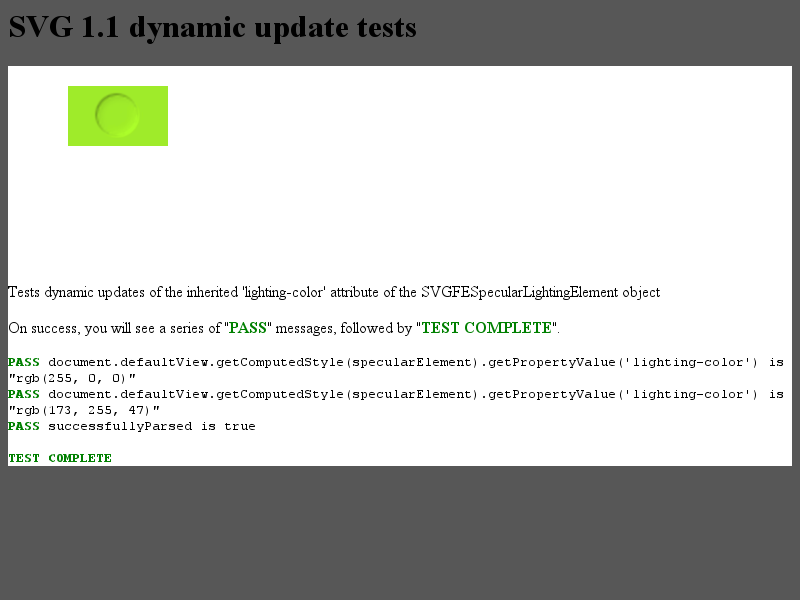 SVG 1.1 dynamic update tests
Tests dynamic updates of the inherited 'lighting-color' attribute of the SVGFESpecularLightingElement object
On success, you will see a series of "PASS" messages, followed by "TEST COMPLETE".
PASS document.defaultView.getComputedStyle(specularElement).getPropertyValue('lighting-color') is
"rgb(255, 0, 0)"
PASS document.defaultView.getComputedStyle(specularElement).getPropertyValue('lighting-color') is
"rgb(173, 255, 47)"
PASS successfullyParsed is true
TEST COMPLETE